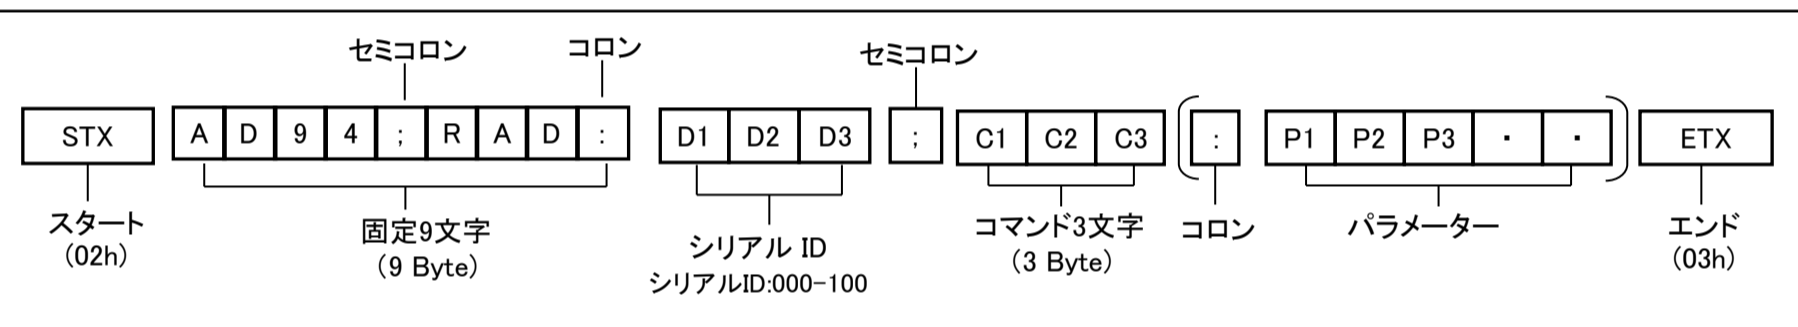 セミコロン コロン セミコロン
STX A D 9 4 ; R A D : D1 D2 D3 ; C1 C2 C3 ( : P1 P2 P3 ・ ・ ) ETX
スタート 固定9文字 シリアル ID コマンド3文字 コロン パラメーター エンド
(02h) (9 Byte) シリアルID:000-100 (3 Byte) (03h)